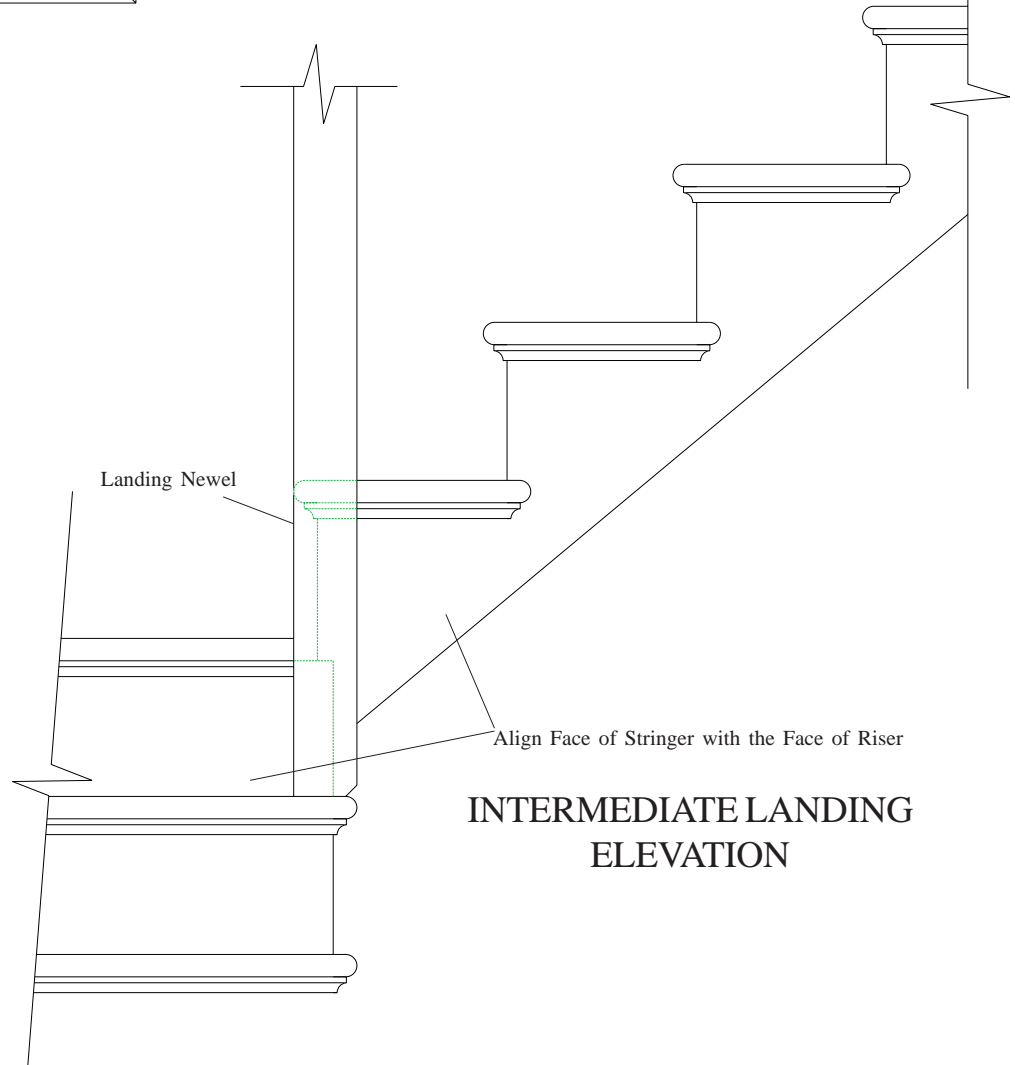 Landing Newel
Align Face of Stringer with the Face of Riser
INTERMEDIATE LANDING
ELEVATION